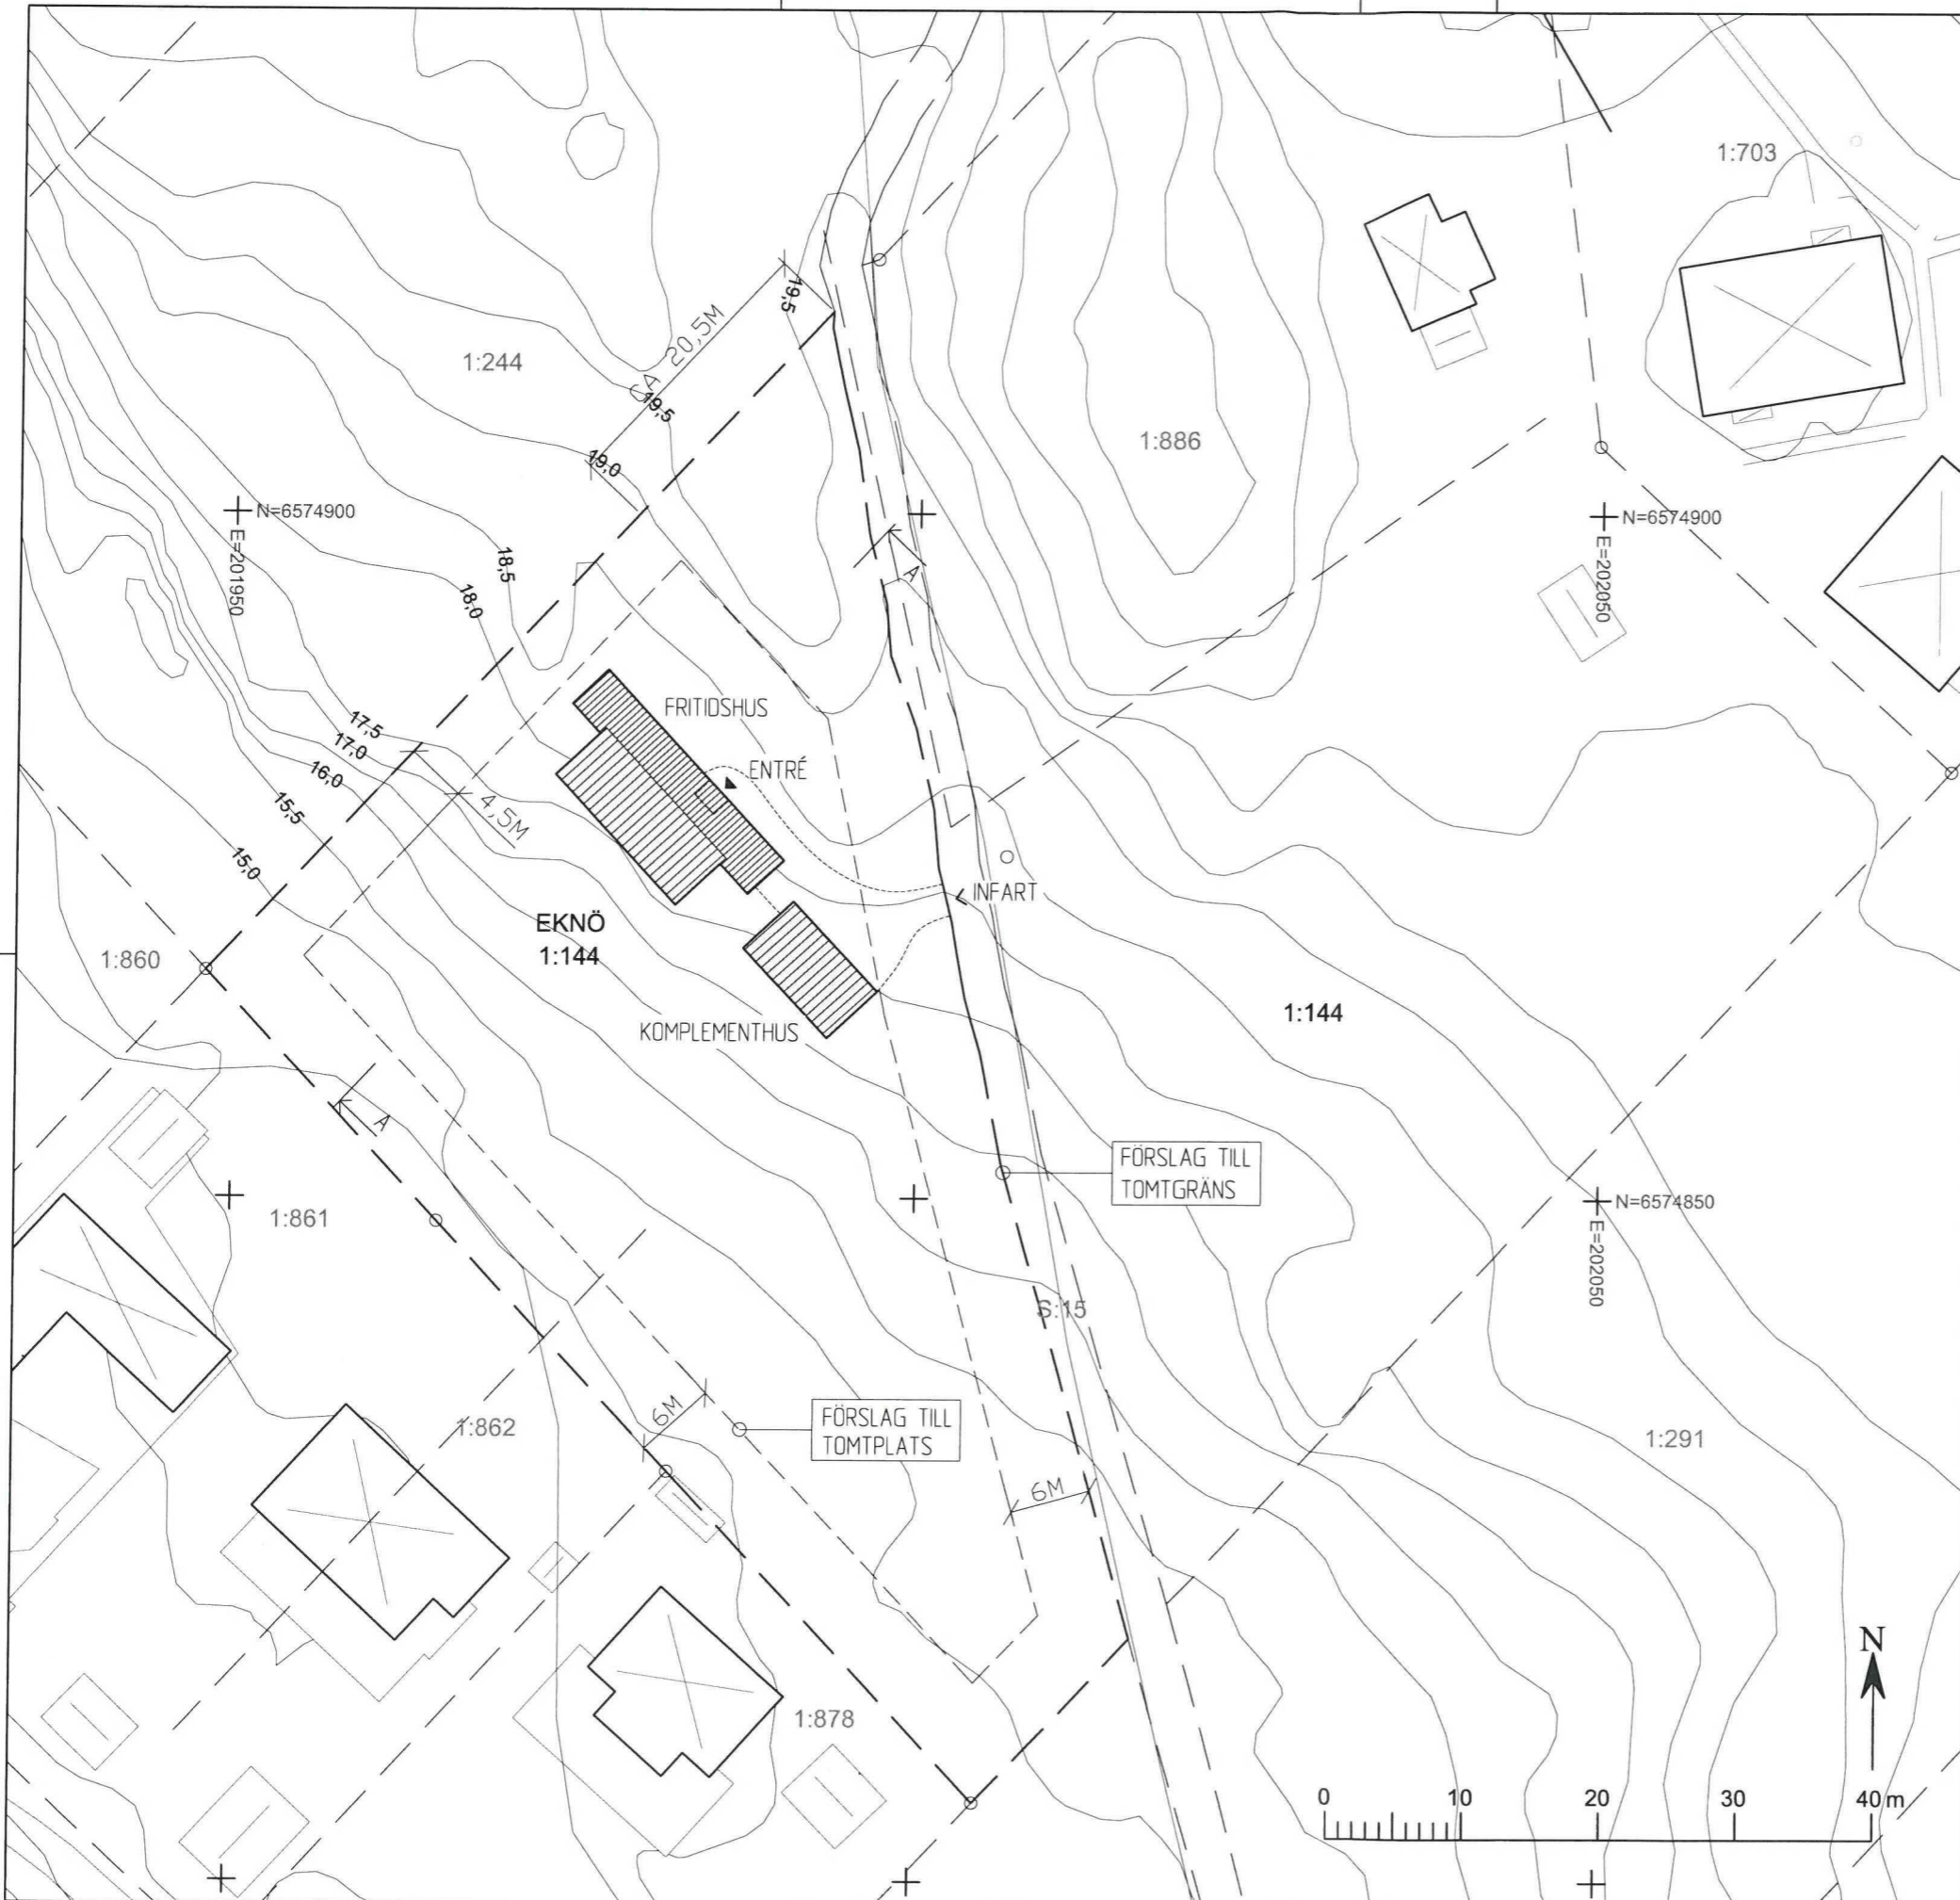 1:703
19,5
CA 20,5M
1:244
19,5
1:886
19,0
N=6574900
E=201950
N=6574900
E=202050
18,5
18,0
A
FRITIDSHUS
17,5
17,0
16,0
15,5
15,0
4,5M
ENTRÉ
INFART
EKNÖ
1:144
1:860
KOMPLEMENTHUS
1:144
A
FÖRSLAG TILL
TOMTGRÄNS
1:861
N=6574850
E=202050
S:15
6M
1:862
FÖRSLAG TILL
TOMTPLATS
1:291
6M
N
1:878
0 10 20 30 40 m